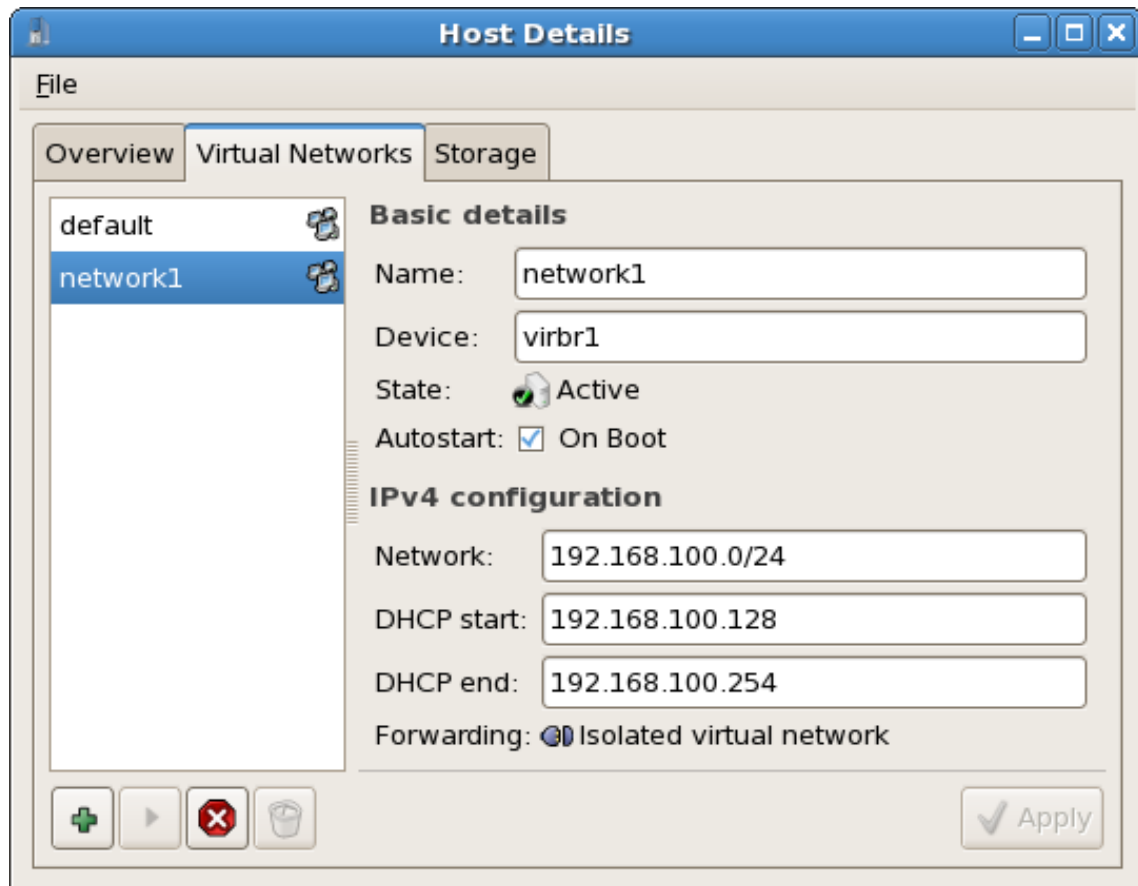 Host Details
File
Overview Virtual Networks Storage
default
network1
Basic details
Name: network1
Device: virbr1
State: Active
Autostart: On Boot
IPv4 configuration
Network: 192.168.100.0/24
DHCP start: 192.168.100.128
DHCP end: 192.168.100.254
Forwarding: Isolated virtual network
Apply